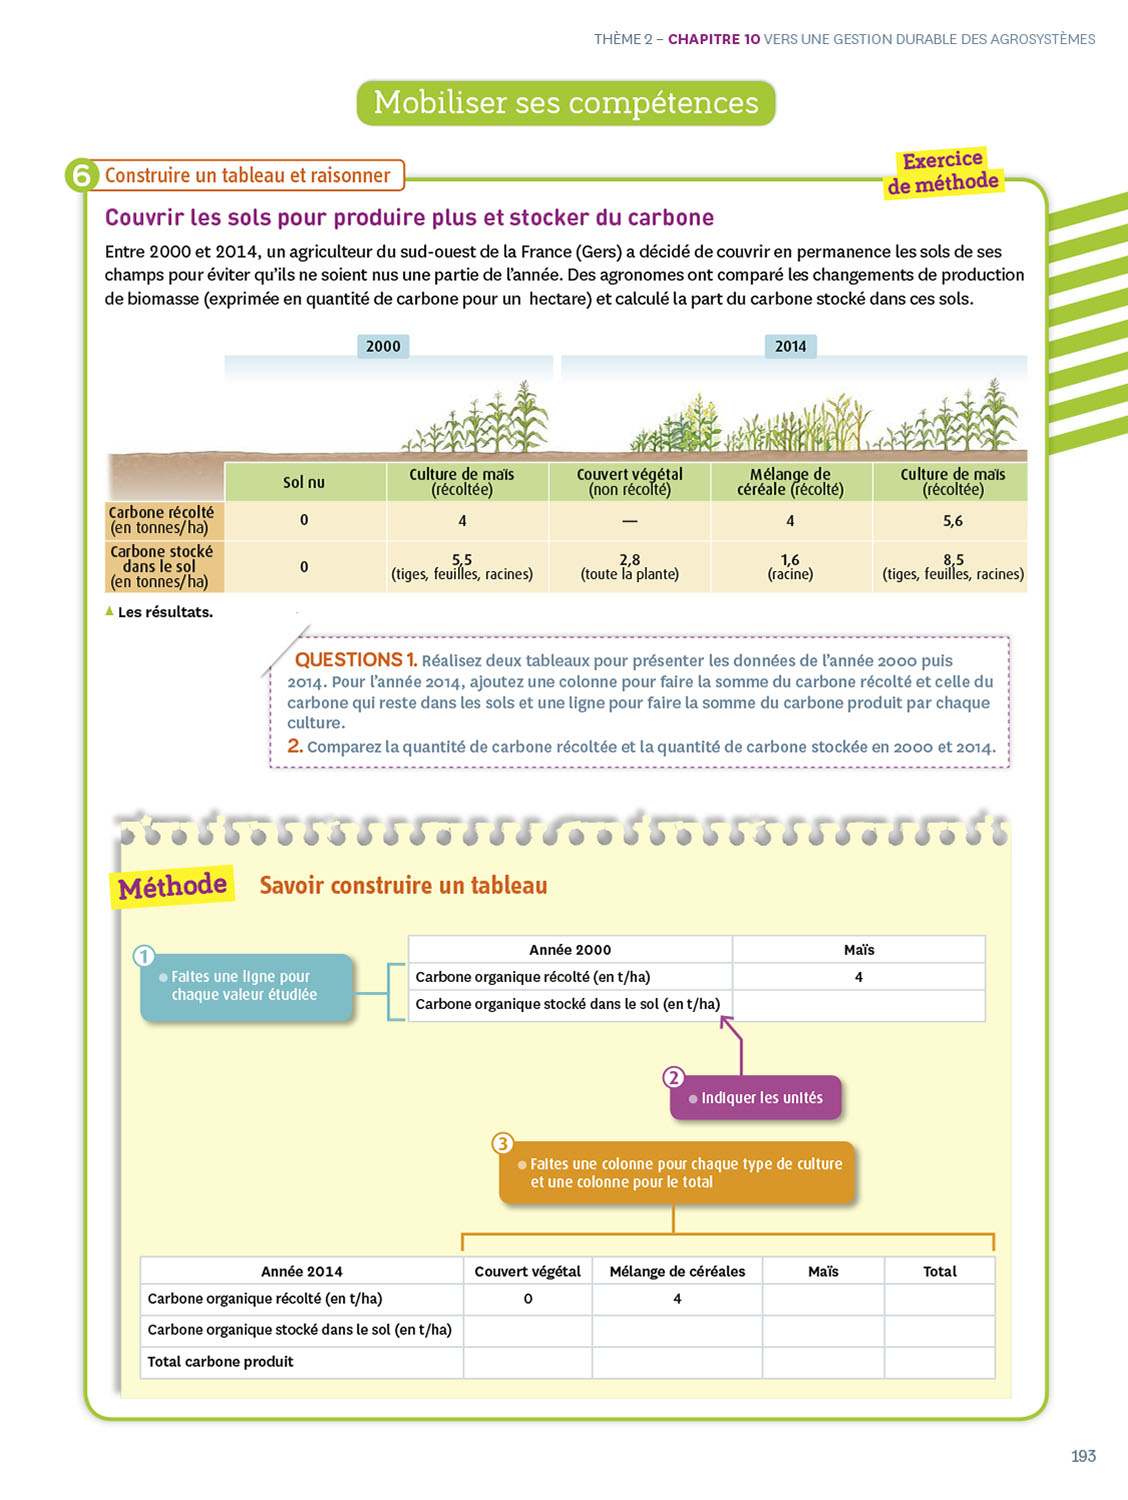 THÈME 2 – CHAPITRE 10 VERS UNE GESTION DURABLE DES AGROSYSTÈMES
Mobiliser ses compétences
6 Construire un tableau et raisonner
Exercice
de méthode
Couvrir les sols pour produire plus et stocker du carbone
Entre 2000 et 2014, un agriculteur du sud-ouest de la France (Gers) a décidé de couvrir en permanence les sols de ses
champs pour éviter qu'ils ne soient nus une partie de l'année. Des agronomes ont comparé les changements de production
de biomasse (exprimée en quantité de carbone pour un hectare) et calculé la part du carbone stocké dans ces sols.
2000
2014
Sol nu
Culture de maïs
(récoltée)
Couvert végétal
(non récolté)
Mélange de
céréale (récolté)
Culture de maïs
(récoltée)
Carbone récolté
(en tonnes/ha)
0
4
—
4
5,6
Carbone stocké
dans le sol
(en tonnes/ha)
0
5,5
(tiges, feuilles, racines)
2,8
(toute la plante)
1,6
(racine)
8,5
(tiges, feuilles, racines)
Les résultats.
QUESTIONS 1. Réalisez deux tableaux pour présenter les données de l'année 2000 puis
2014. Pour l'année 2014, ajoutez une colonne pour faire la somme du carbone récolté et celle du
carbone qui reste dans les sols et une ligne pour faire la somme du carbone produit par chaque
culture.
2. Comparez la quantité de carbone récoltée et la quantité de carbone stockée en 2000 et 2014.
Méthode
Savoir construire un tableau
1
• Faites une ligne pour
chaque valeur étudiée
Année 2000
Maïs
Carbone organique récolté (en t/ha)
4
Carbone organique stocké dans le sol (en t/ha)
2
• Indiquer les unités
3
• Faites une colonne pour chaque type de culture
et une colonne pour le total
Année 2014
Couvert végétal
Mélange de céréales
Maïs
Total
Carbone organique récolté (en t/ha)
0
4
Carbone organique stocké dans le sol (en t/ha)
Total carbone produit
193